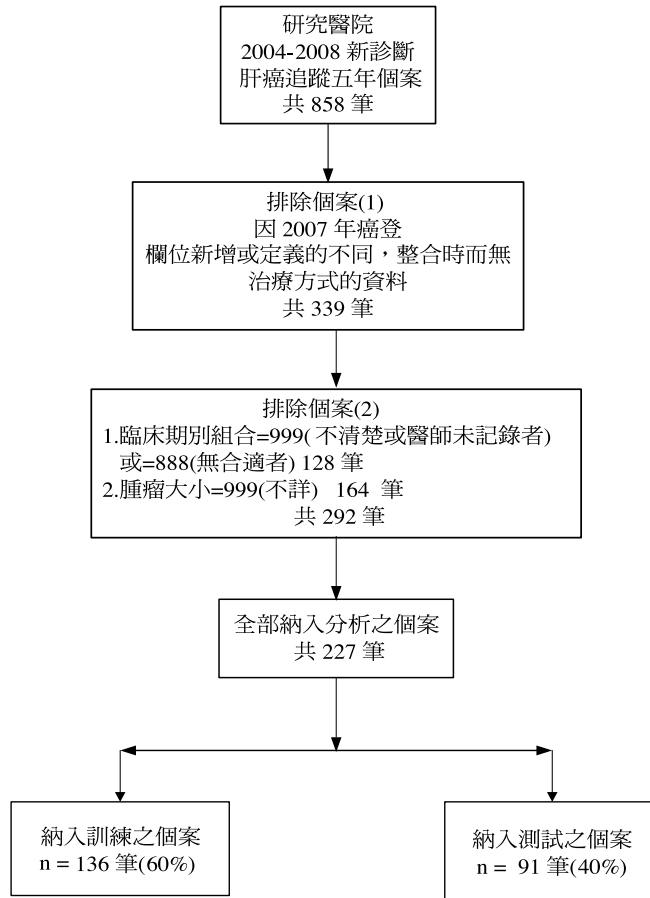 研究醫院
2004-2008 新診斷
肝癌追蹤五年個案
共 858 筆
排除個案(1)
因 2007 年癌登
欄位新增或定義的不同，整合時而無
治療方式的資料
共 339 筆
排除個案(2)
1.臨床期別組合=999( 不清楚或醫師未記錄者)
或=888(無合適者) 128 筆
2.腫瘤大小=999(不詳) 164 筆
共 292 筆
全部納入分析之個案
共 227 筆
納入訓練之個案
n = 136 筆(60%)
納入測試之個案
n = 91 筆(40%)